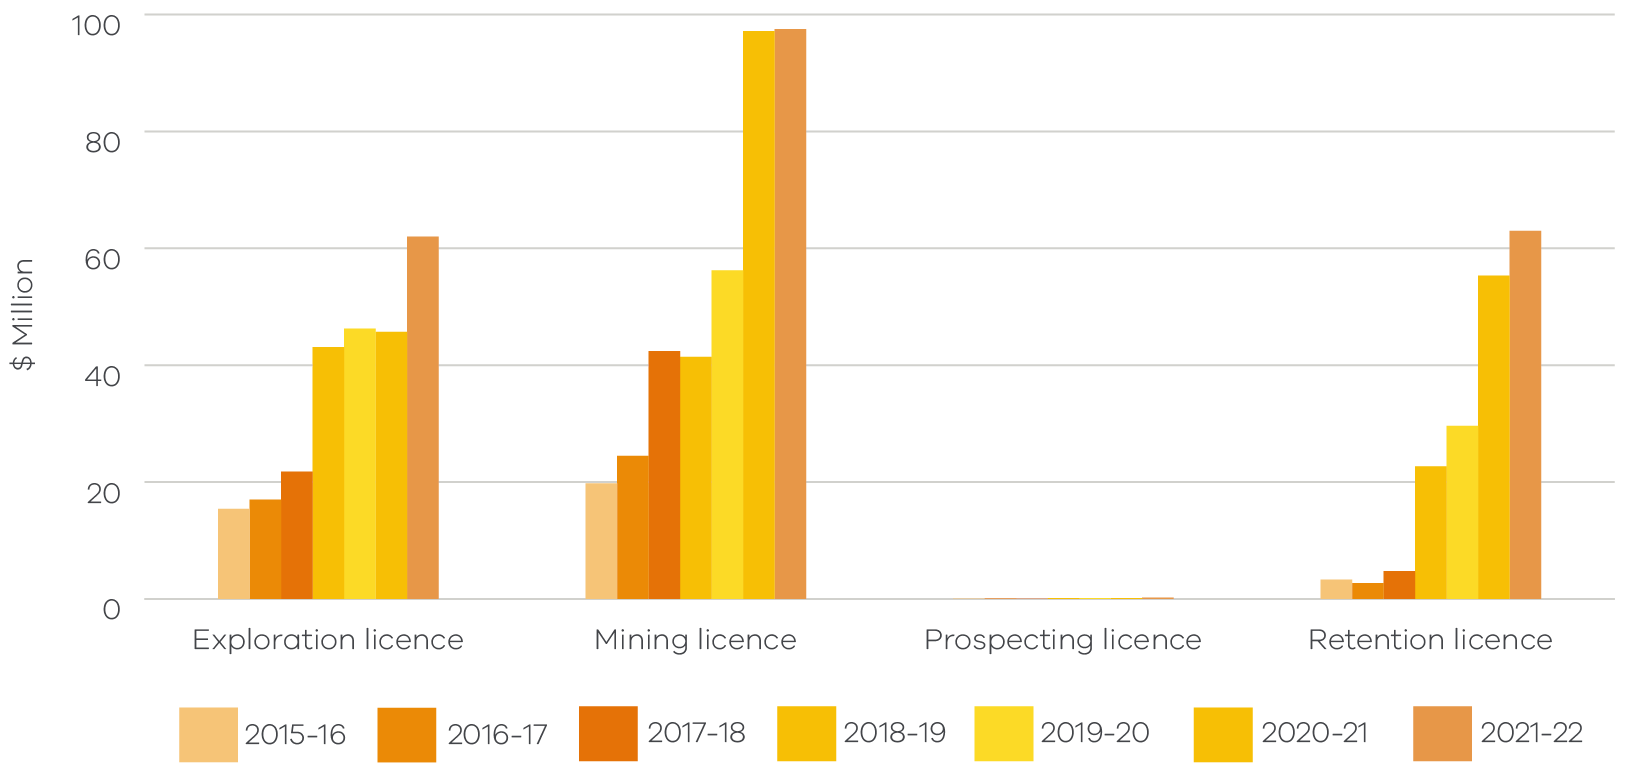 100
80
60
40
20
0
$ Million
Exploration licence
Mining licence
Prospecting licence
Retention licence
2015-16
2016-17
2017-18
2018-19
2019-20
2020-21
2021-22